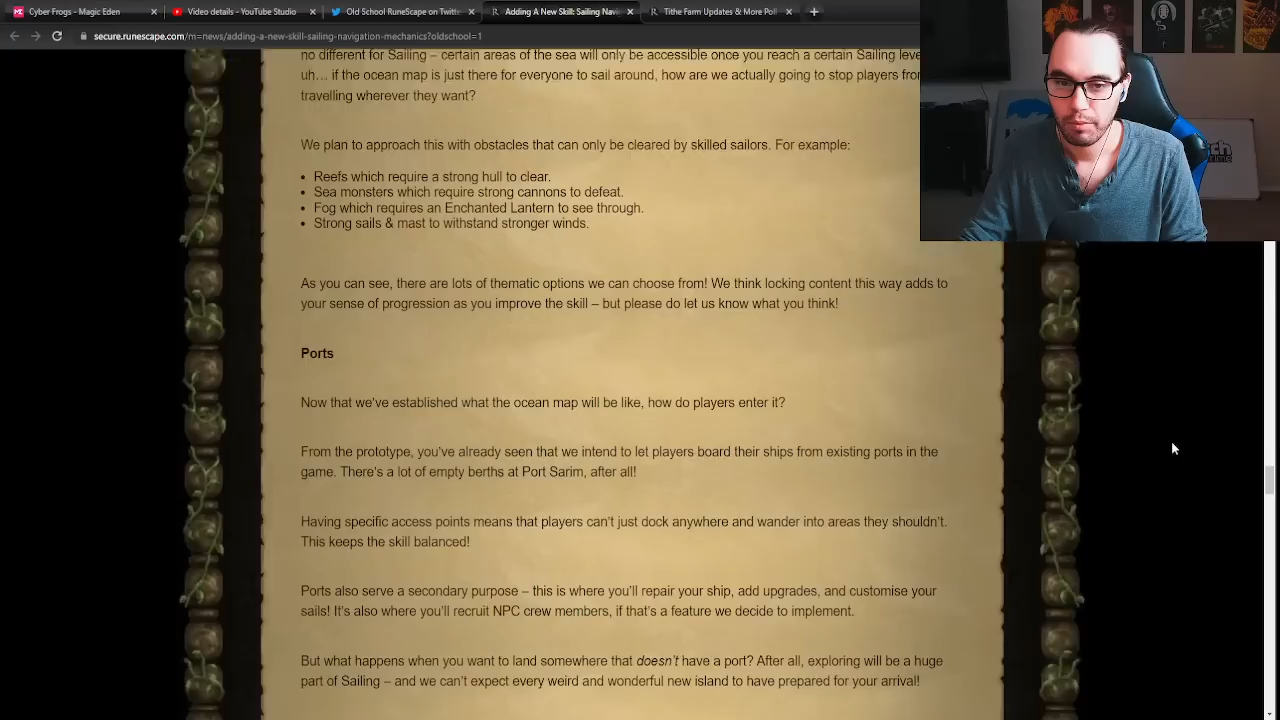 Cyber Frogs - Magic Eden
Video details - YouTube Studio
Old School RuneScape on
Adding A New Skill: Sailing Navi
Tithe Farm Updates & More Poll
secure.runescape.com/m=news/adding-a-new-skill-sailing-navigation-mechanics?oldschool=1
no different for Sailing – certain areas of the sea will only be accessible once you reach a certain Sailing
uh… if the ocean map is just there for everyone to sail around, how are we actually going to stop players
travelling wherever they want?
We plan to approach this with obstacles that can only be cleared by skilled sailors. For example:
• Reefs which require a strong hull to clear.
• Sea monsters which require strong cannons to defeat.
• Fog which requires an Enchanted Lantern to see through.
• Strong sails & mast to withstand stronger winds.
As you can see, there are lots of thematic options we can choose from! We think locking content this way adds to
your sense of progression as you improve the skill – but please do let us know what you think!
Ports
Now that we've established what the ocean map will be like, how do players enter it?
From the prototype, you've already seen that we intend to let players board their ships from existing ports in the
game. There's a lot of empty berths at Port Sarim, after all!
Having specific access points means that players can't just dock anywhere and wander into areas they shouldn't.
This keeps the skill balanced!
Ports also serve a secondary purpose – this is where you'll repair your ship, add upgrades, and customise your
sails! It's also where you'll recruit NPC crew members, if that's a feature we decide to implement.
But what happens when you want to land somewhere that doesn't have a port? After all, exploring will be a huge
part of Sailing – and we can't expect every weird and wonderful new island to have prepared for your arrival!